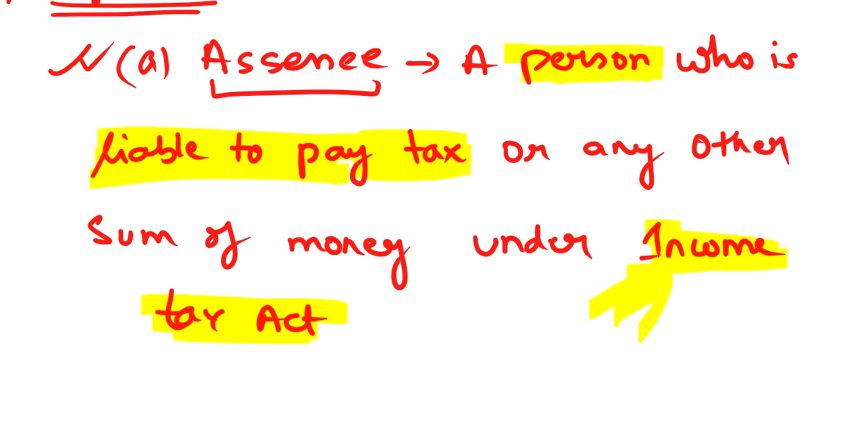 (a) Assenee → A person who is
liable to pay tax or any other
Sum of money under Income
tax Act